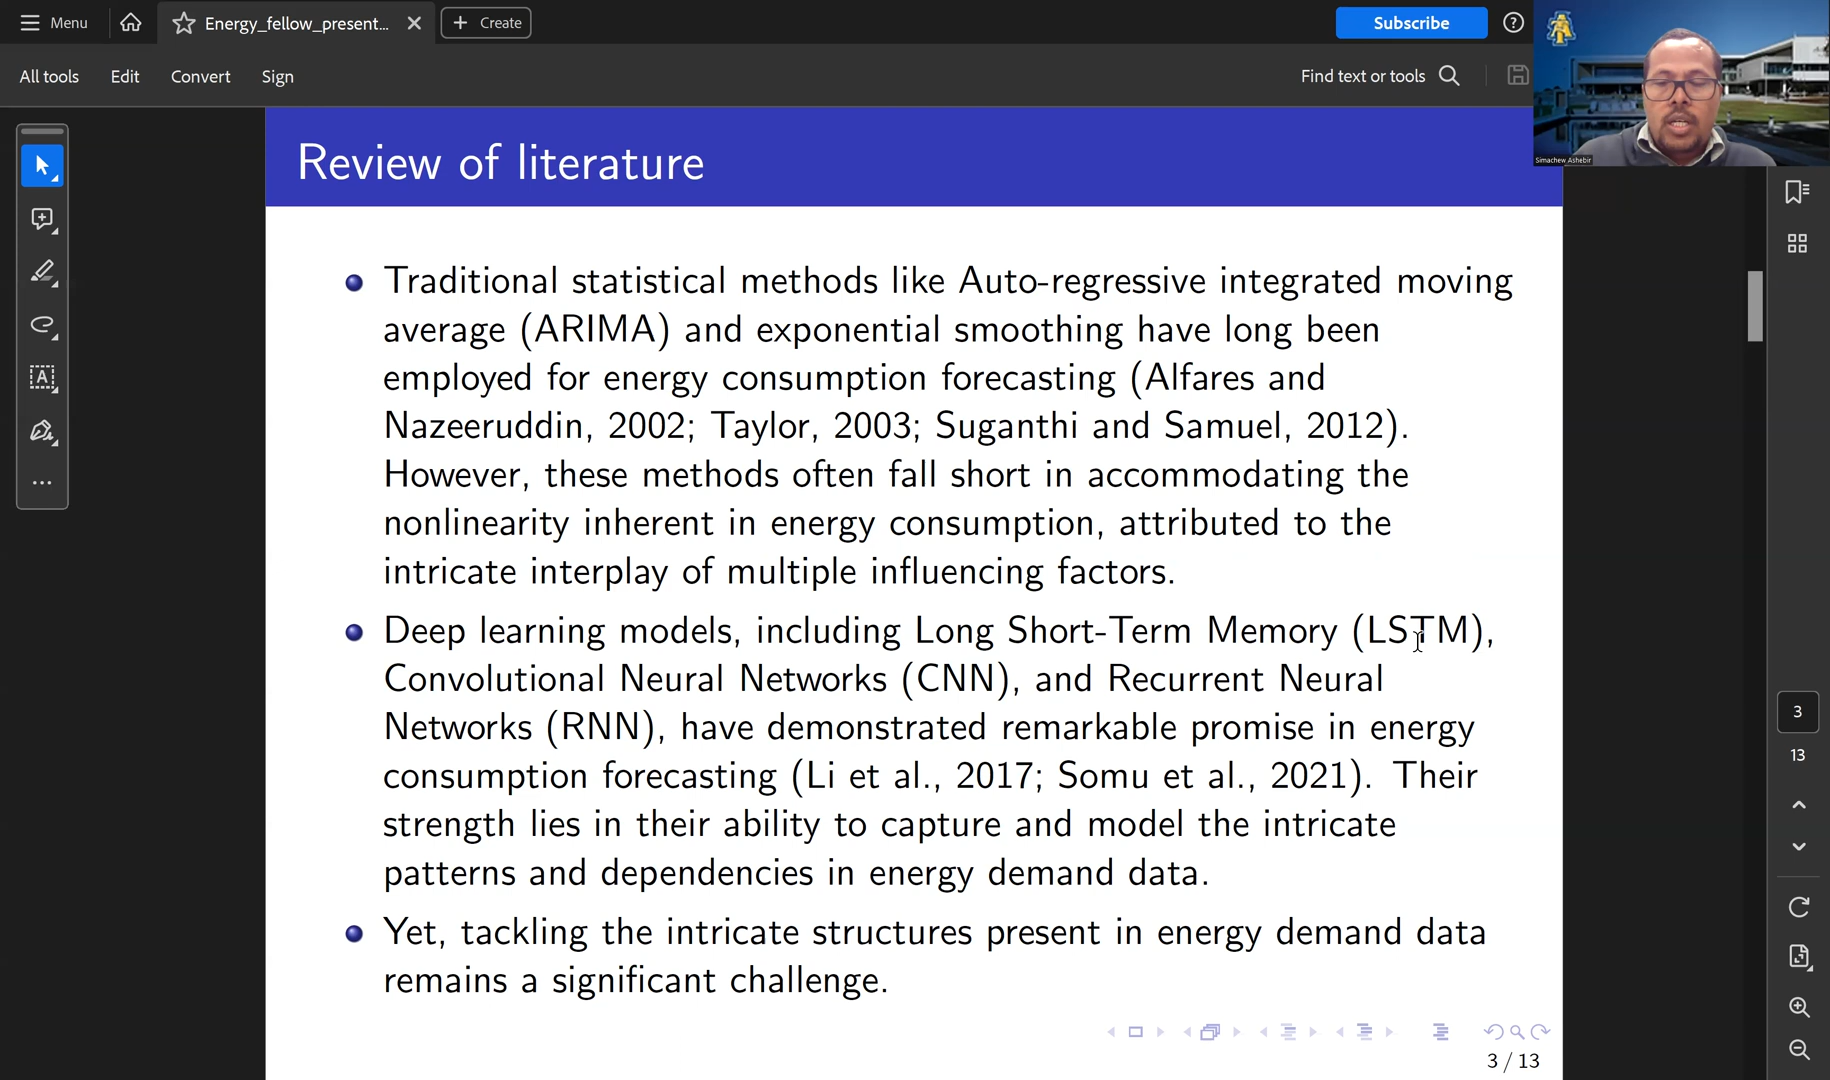 Menu
Energy_fellow_present...
Create
Subscribe
All tools
Edit
Convert
Sign
Find text or tools
Simachew Ashebir
Review of literature
Traditional statistical methods like Auto-regressive integrated moving
average (ARIMA) and exponential smoothing have long been
employed for energy consumption forecasting (Alfares and
Nazeeruddin, 2002; Taylor, 2003; Suganthi and Samuel, 2012).
However, these methods often fall short in accommodating the
nonlinearity inherent in energy consumption, attributed to the
intricate interplay of multiple influencing factors.
Deep learning models, including Long Short-Term Memory (LSTM),
Convolutional Neural Networks (CNN), and Recurrent Neural
Networks (RNN), have demonstrated remarkable promise in energy
consumption forecasting (Li et al., 2017; Somu et al., 2021). Their
strength lies in their ability to capture and model the intricate
patterns and dependencies in energy demand data.
Yet, tackling the intricate structures present in energy demand data
remains a significant challenge.
3 / 13
3
13